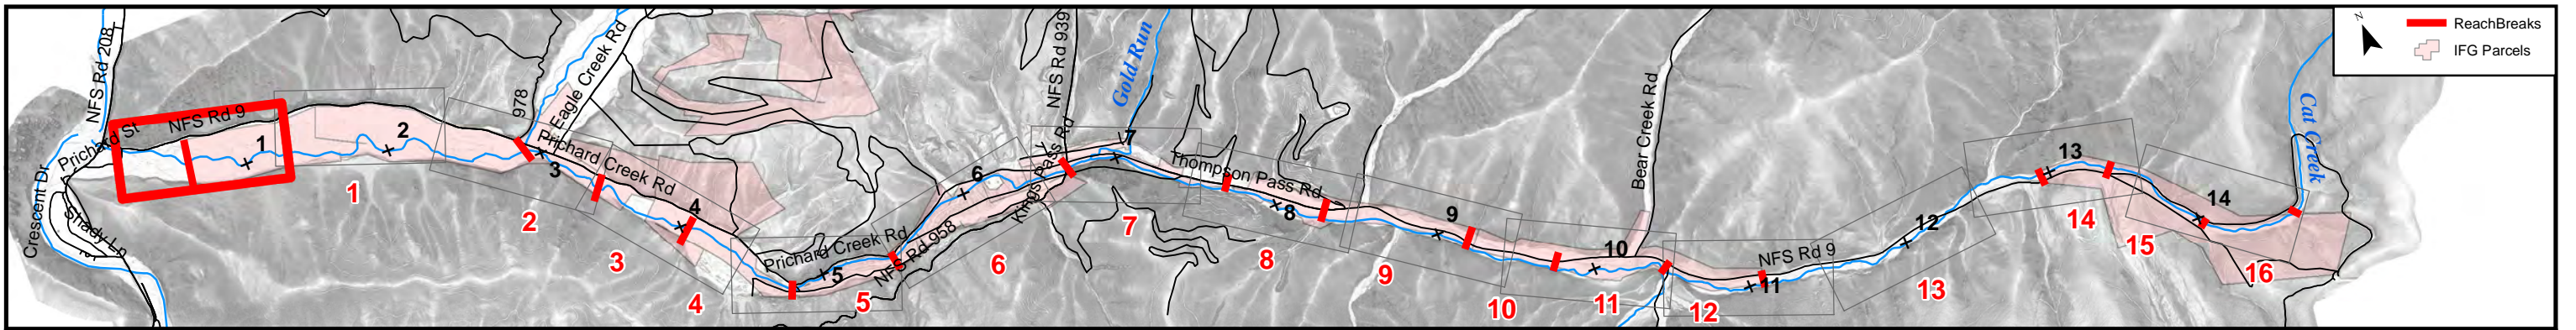 NFS Rd 208
Prichard St
NFS Rd 9
Crescent Dr
Shady Lp
978
Eagle Creek Rd
Prichard Creek Rd
Prichard Creek Rd
NFS Rd 958
Kings Pass Rd
NFS Rd 939
Gold Run
Thompson Pass Rd
Bear Creek Rd
NFS Rd 9
Cat Creek
1
2
3
4
5
6
7
8
9
10
11
12
13
14
1
2
3
4
5
6
7
8
9
10
11
12
13
14
15
16
N
ReachBreaks
IFG Parcels